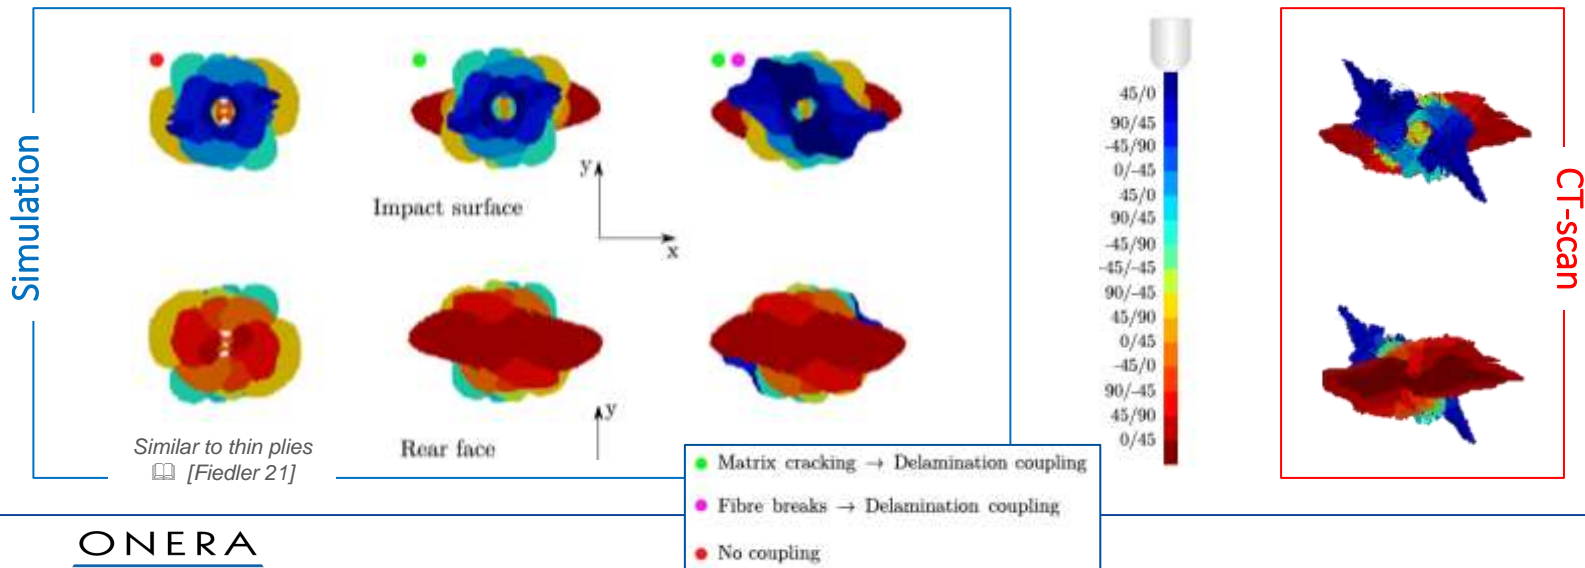 Simulation
Impact surface
y
x
Similar to thin plies
[Fiedler 21]
Rear face
y
45/0
90/45
-45/90
0/-45
45/0
90/45
-45/90
-45/-45
90/-45
45/90
0/45
-45/0
90/-45
45/90
0/45
CT-scan
Matrix cracking → Delamination coupling
Fibre breaks → Delamination coupling
No coupling
ONERA